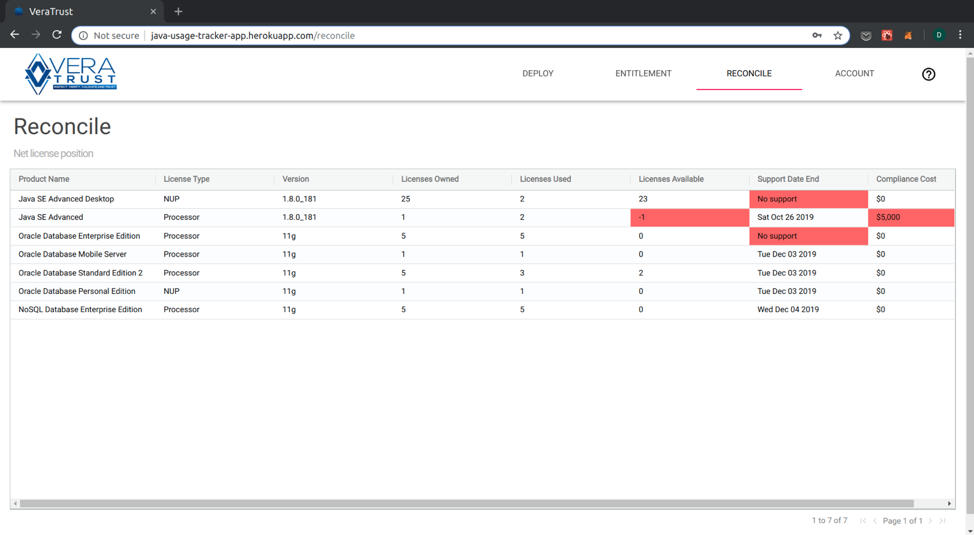 VeraTrust
Not secure java-usage-tracker-app.herokuapp.com/reconcile
D
VERA
TRUST
DEPLOY ENTITLEMENT RECONCILE ACCOUNT
Reconcile
Net license position
Product Name License Type Version Licenses Owned Licenses Used Licenses Available Support Date End Compliance Cost
Java SE Advanced Desktop NUP 1.8.0_181 25 2 23 No support $0
Java SE Advanced Processor 1.8.0_181 1 2 -1 Sat Oct 26 2019 $5,000
Oracle Database Enterprise Edition Processor 11g 5 5 0 No support $0
Oracle Database Mobile Server Processor 11g 1 1 0 Tue Dec 03 2019 $0
Oracle Database Standard Edition 2 Processor 11g 5 3 2 Tue Dec 03 2019 $0
Oracle Database Personal Edition NUP 11g 1 1 0 Tue Dec 03 2019 $0
NoSQL Database Enterprise Edition Processor 11g 5 5 0 Wed Dec 04 2019 $0
1 to 7 of 7 Page 1 of 1